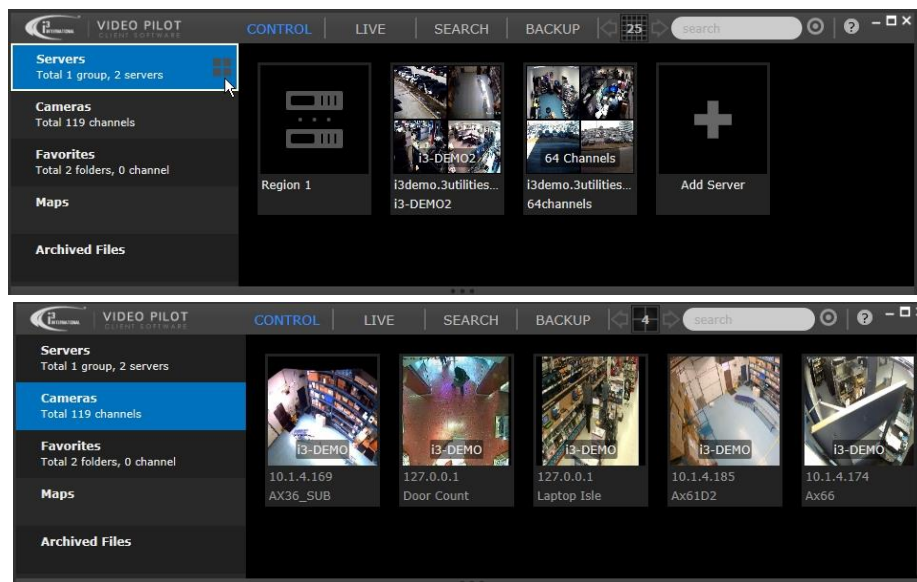 i3 INTERNATIONAL VIDEO PILOT CLIENT SOFTWARE
CONTROL LIVE SEARCH BACKUP 25 search ?
Servers
Total 1 group, 2 servers
Cameras
Total 119 channels
Favorites
Total 2 folders, 0 channel
Maps
Archived Files
i3-DEMO2 64 Channels
Region 1 i3demo.3utilities... i3demo.3utilities... Add Server
i3-DEMO2 64channels
i3 INTERNATIONAL VIDEO PILOT CLIENT SOFTWARE
CONTROL LIVE SEARCH BACKUP 4 search ?
Servers
Total 1 group, 2 servers
Cameras
Total 119 channels
Favorites
Total 2 folders, 0 channel
Maps
Archived Files
i3-DEMO i3-DEMO i3-DEMO i3-DEMO i3-DEMO
10.1.4.169 127.0.0.1 127.0.0.1 10.1.4.185 10.1.4.174
AX36_SUB Door Count Laptop Isle Ax61D2 Ax66